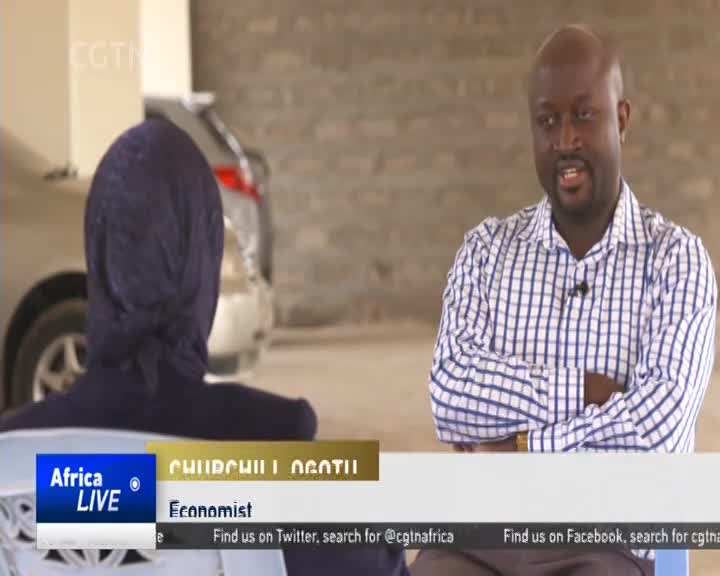 CGTN
CHURCHILL OGOTU
Africa
LIVE
Economist
e Find us on Twitter, search for @cgtnafrica Find us on Facebook, search for cgtna